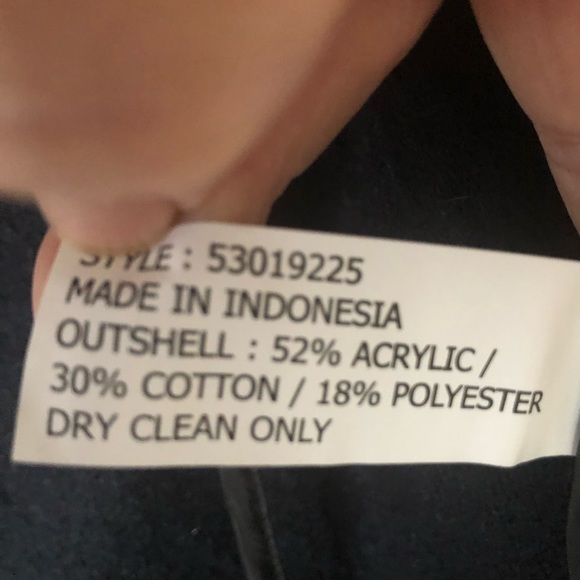 STYLE : 53019225
MADE IN INDONESIA
OUTSHELL : 52% ACRYLIC /
30% COTTON / 18% POLYESTER
DRY CLEAN ONLY